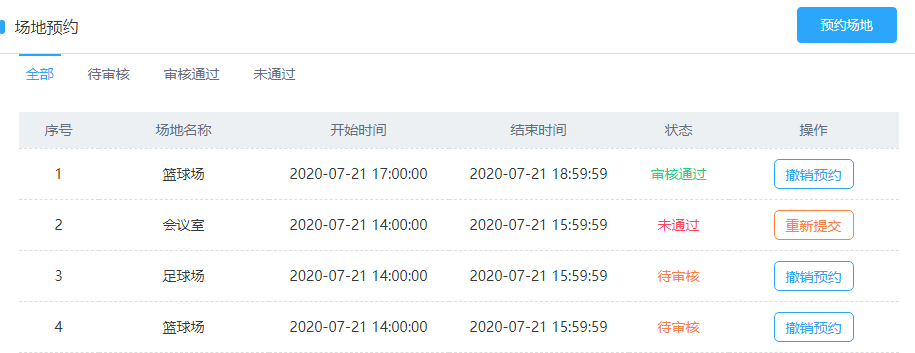 场地预约
预约场地
全部 待审核 审核通过 未通过
序号 场地名称 开始时间 结束时间 状态 操作
1 篮球场 2020-07-21 17:00:00 2020-07-21 18:59:59 审核通过 撤销预约
2 会议室 2020-07-21 14:00:00 2020-07-21 15:59:59 未通过 重新提交
3 足球场 2020-07-21 14:00:00 2020-07-21 15:59:59 待审核 撤销预约
4 篮球场 2020-07-21 14:00:00 2020-07-21 15:59:59 待审核 撤销预约